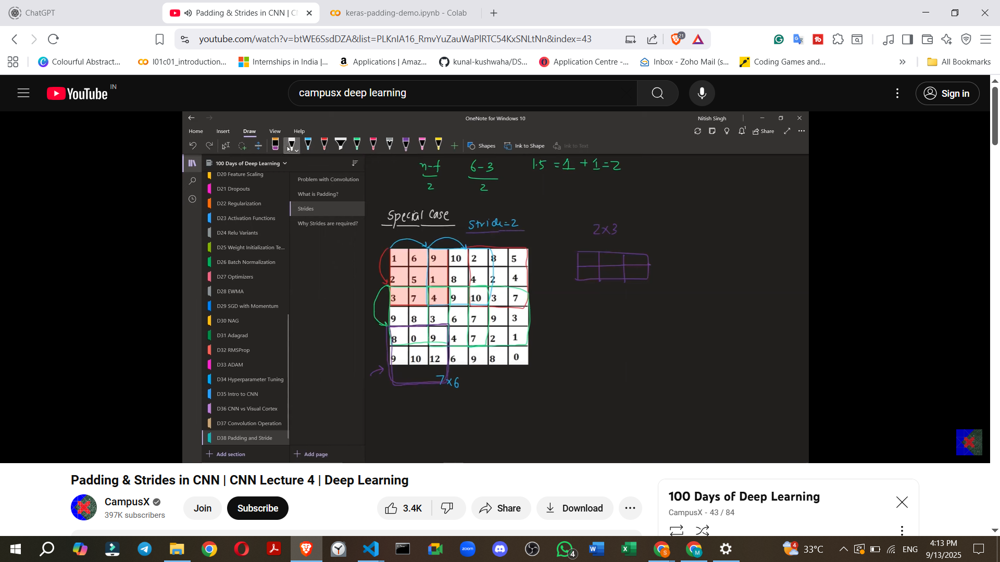 ChatGPT
Padding & Strides in CNN | C
keras-padding-demo.ipynb - Colab
youtube.com/watch?v=btWE6SsdDZA&list=PLKnIA16_RmvYuZauWaPlRTC54KxSNLtNn&index=43
21
Colourful Abstract...
l01c01_introduction...
Internships in India |...
Applications | Amaz...
kunal-kushwaha/DS...
Application Centre -...
Inbox - Zoho Mail (s...
Coding Games and...
All Bookmarks
YouTube IN
campusx deep learning
Sign in
OneNote for Windows 10
Nitish Singh
Home Insert Draw View Help
Share
Shapes
Ink to Shape
Ink to Text
100 Days of Deep Learning
D20 Feature Scaling
D21 Dropouts
D22 Regularization
D23 Activation Functions
D24 Relu Variants
D25 Weight Initialization Te...
D26 Batch Normalization
D27 Optimizers
D28 EWMA
D29 SGD with Momentum
D30 NAG
D31 Adagrad
D32 RMSProp
D33 ADAM
D34 Hyperparameter Tuning
D35 Intro to CNN
D36 CNN vs Visual Cortex
D37 Convolution Operation
D38 Padding and Stride
Add section
Problem with Convolution
What is Padding?
Strides
Why Strides are required?
Add page
n-f 6-3 1.5 = 1 + 1 = 2
2 2
Special Case
Stride=2
2x3
1 6 9 10 2 8 5
2 5 1 8 4 2 4
3 7 4 9 10 3 7
9 8 3 6 7 9 3
8 0 9 4 7 2 1
9 10 12 6 9 8 0
7x6
Padding & Strides in CNN | CNN Lecture 4 | Deep Learning
CampusX
397K subscribers
Join
Subscribe
3.4K
Share
Download
100 Days of Deep Learning
CampusX - 43 / 84
zoom
4
4
33°C
ENG
4:13 PM
9/13/2025